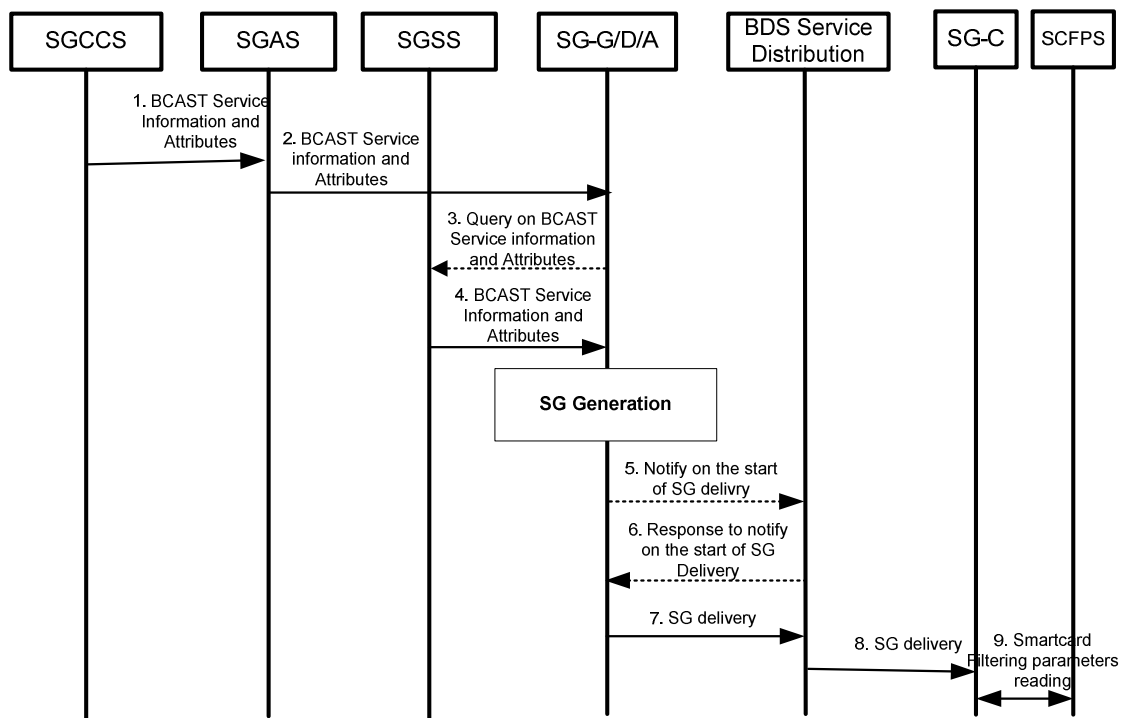 SGCCS
SGAS
SGSS
SG-G/D/A
BDS Service
Distribution
SG-C
SCFPS
1. BCAST Service
Information and
Attributes
2. BCAST Service
information and
Attributes
3. Query on BCAST
Service information
and Attributes
4. BCAST Service
Information and
Attributes
SG Generation
5. Notify on the start
of SG delivry
6. Response to notify
on the start of SG
Delivery
7. SG delivery
8. SG delivery
9. Smartcard
Filtering parameters
reading